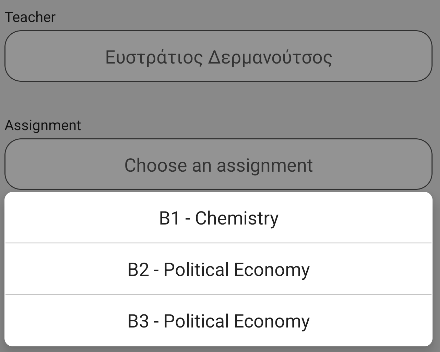 Teacher
Ευστράτιος Δερμανούτσος
Assignment
Choose an assignment
B1 - Chemistry
B2 - Political Economy
B3 - Political Economy